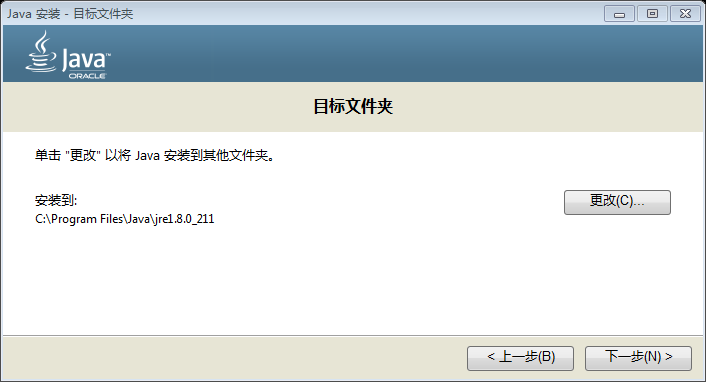 Java 安装 - 目标文件夹
Java™
ORACLE
目标文件夹
单击 "更改" 以将 Java 安装到其他文件夹。
安装到:
更改(C)...
C:\Program Files\Java\jre1.8.0_211
< 上一步(B)
下一步(N) >